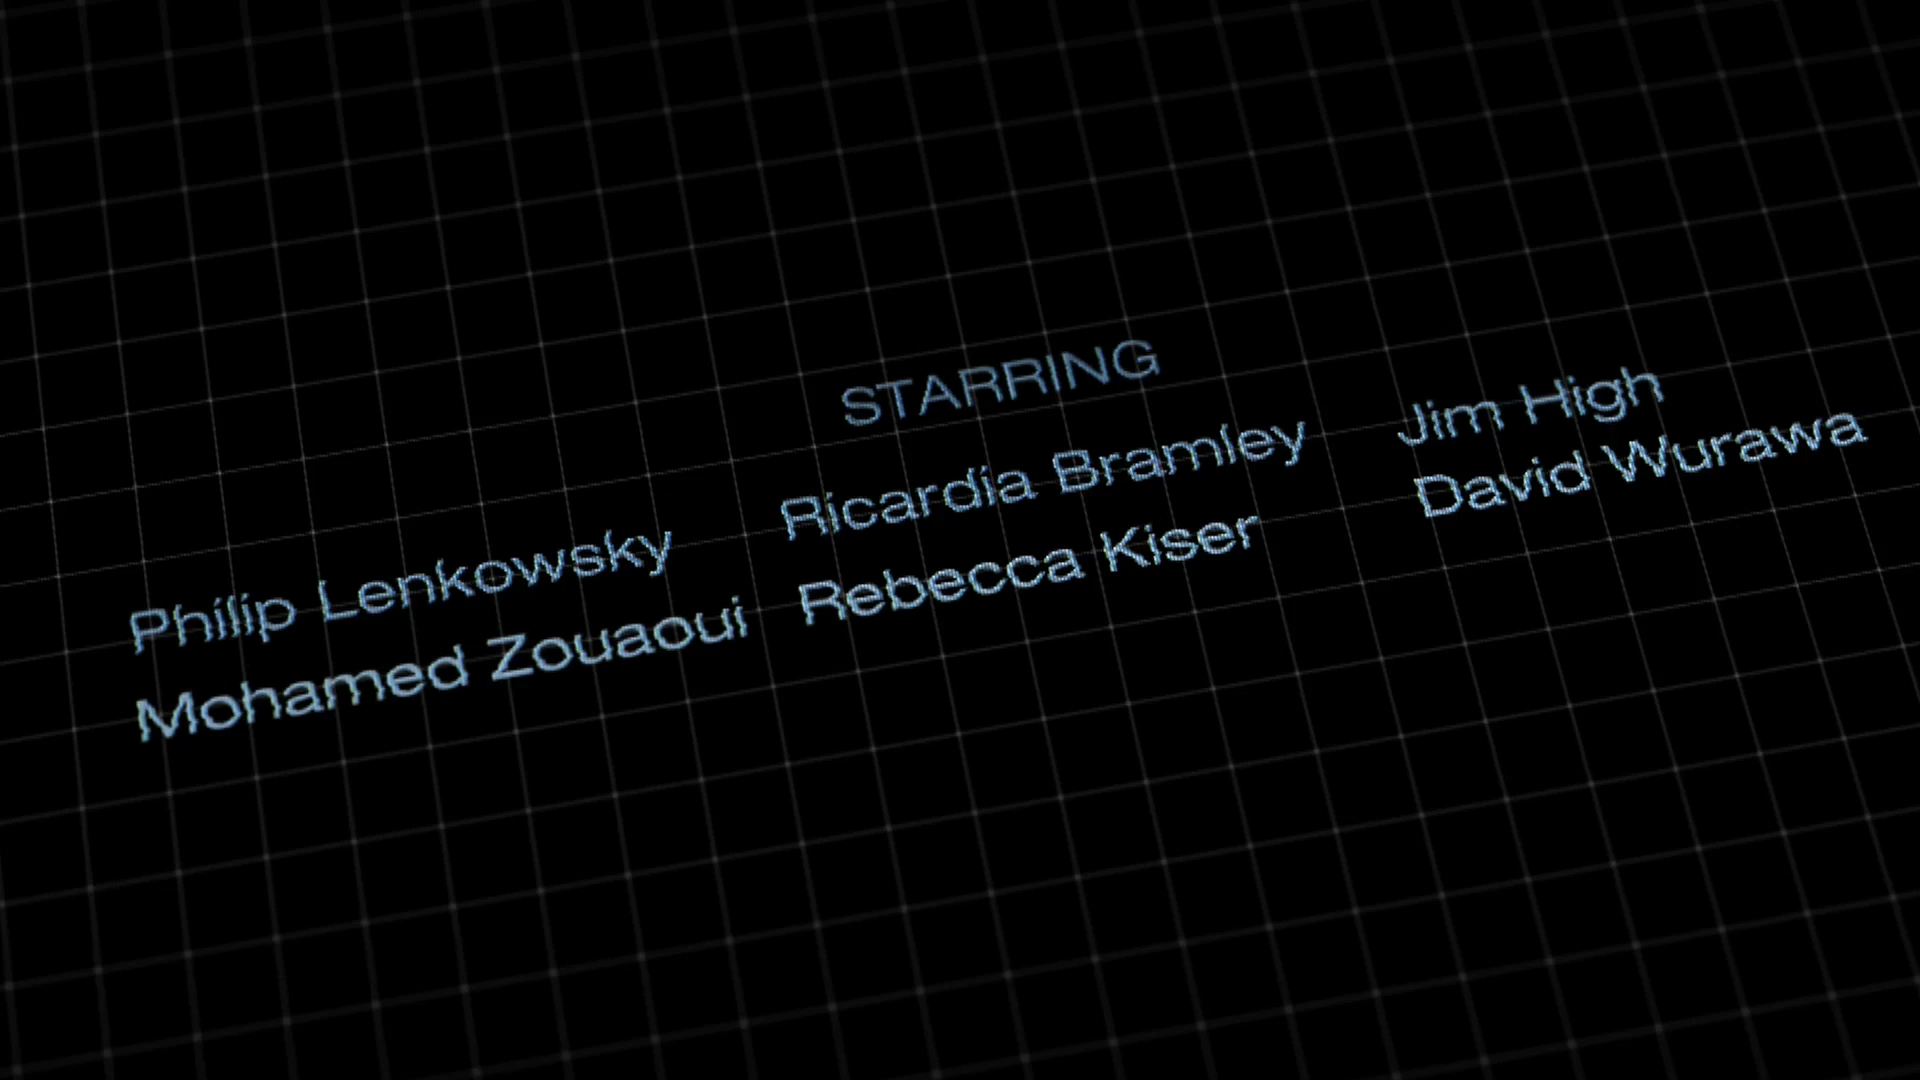 STARRING
Philip Lenkowsky
Ricardia Bramley
Jim High
Mohamed Zouaoui
Rebecca Kiser
David Wurawa